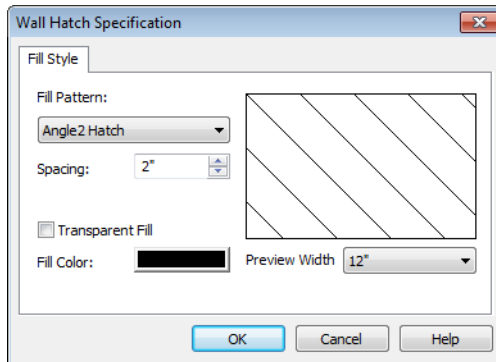 Wall Hatch Specification
Fill Style
Fill Pattern:
Angle2 Hatch
Spacing: 2"
Transparent Fill
Fill Color:
Preview Width 12"
OK Cancel Help